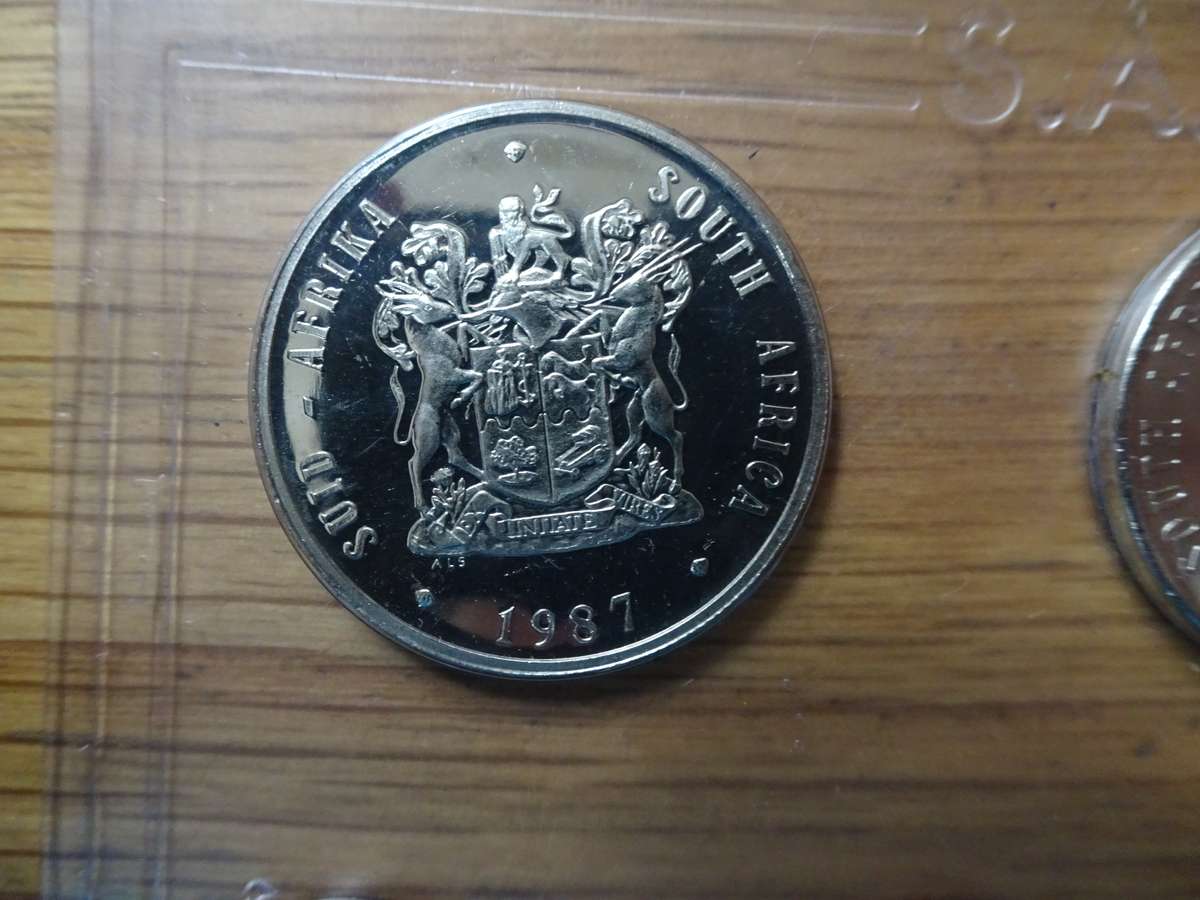 S.A.
SUID-AFRIKA
SOUTH AFRICA
EX UNITATE VIRES
ALS
1987